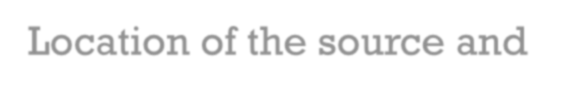 Location of the source and